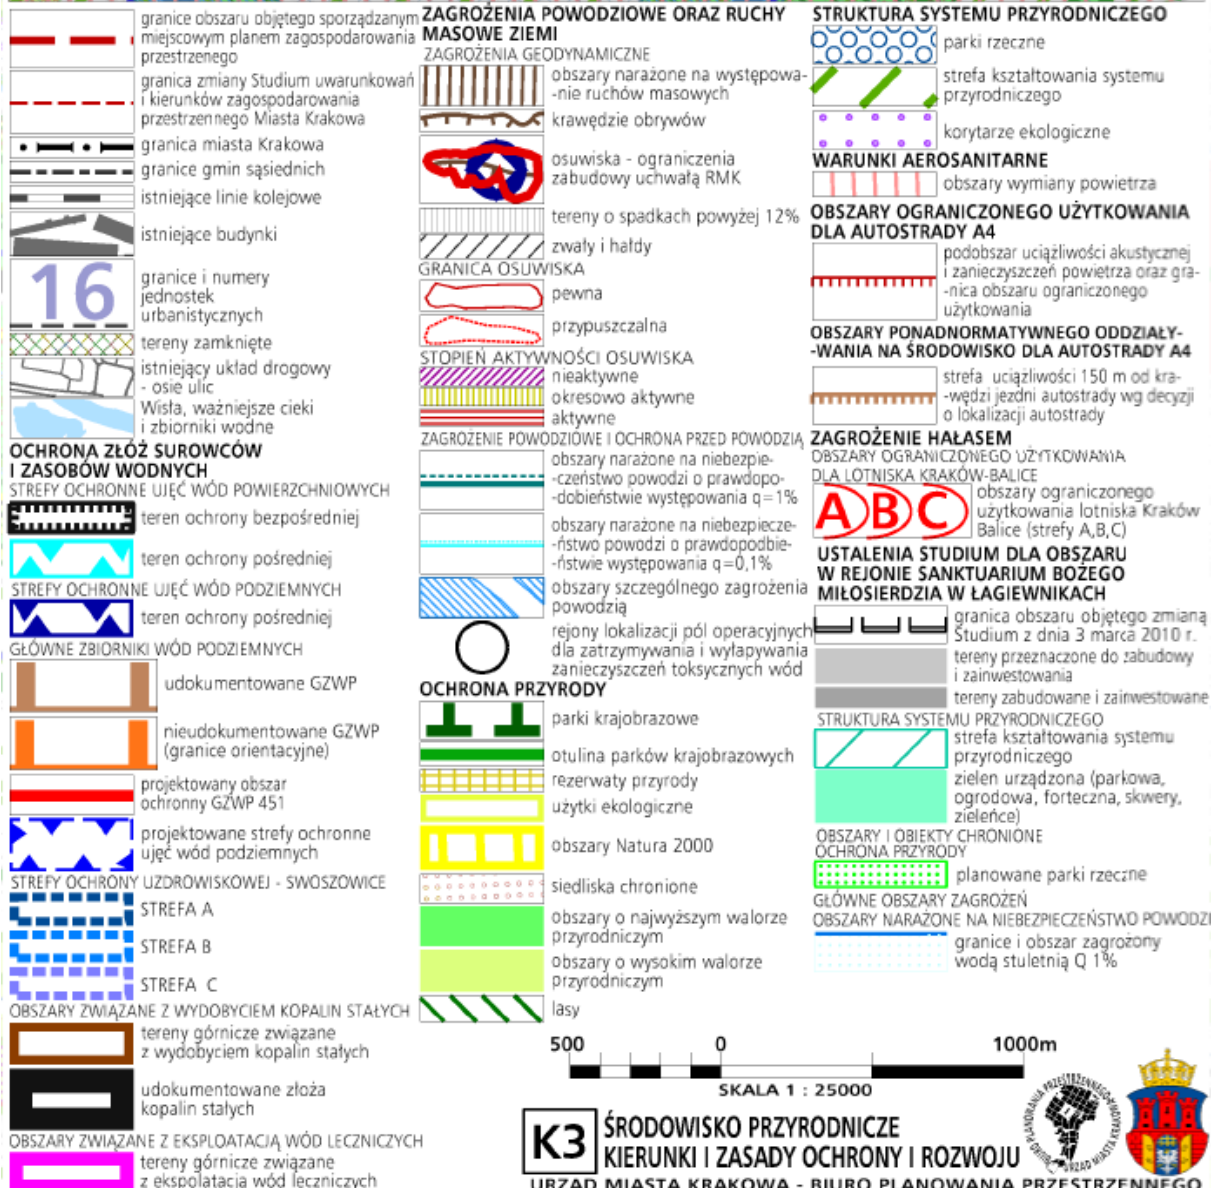 granice obszaru objętego sporządzanym
miejscowym planem zagospodarowania
przestrzenego
granica zmiany Studium uwarunkowań
i kierunków zagospodarowania
przestrzennego Miasta Krakowa
granica miasta Krakowa
granice gmin sąsiednich
istniejące linie kolejowe
istniejące budynki
16
granice i numery
jednostek
urbanistycznych
tereny zamknięte
istniejący układ drogowy
- osie ulic
Wisła, ważniejsze cieki
i zbiorniki wodne
OCHRONA ZŁÓŻ SUROWCÓW
I ZASOBÓW WODNYCH
STREFY OCHRONNE UJĘĆ WÓD POWIERZCHNIOWYCH
teren ochrony bezpośredniej
teren ochrony pośredniej
STREFY OCHRONNE UJĘĆ WÓD PODZIEMNYCH
teren ochrony pośredniej
GŁÓWNE ZBIORNIKI WÓD PODZIEMNYCH
udokumentowane GZWP
nieudokumentowane GZWP
(granice orientacyjne)
projektowany obszar
ochronny GZWP 451
projektowane strefy ochronne
ujęć wód podziemnych
STREFY OCHRONY UZDROWISKOWEJ - SWOSZOWICE
STREFA A
STREFA B
STREFA C
OBSZARY ZWIĄZANE Z WYDOBYCIEM KOPALIN STAŁYCH
tereny górnicze związane
z wydobyciem kopalin stałych
udokumentowane złoża
kopalin stałych
OBSZARY ZWIĄZANE Z EKSPLOATACJĄ WÓD LECZNICZYCH
tereny górnicze związane
z ekspolatacją wód leczniczych
ZAGROŻENIA POWODZIOWE ORAZ RUCHY
MASOWE ZIEMI
ZAGROŻENIA GEODYNAMICZNE
obszary narażone na występowa-
-nie ruchów masowych
krawędzie obrywów
osuwiska - ograniczenia
zabudowy uchwałą RMK
tereny o spadkach powyżej 12%
zwały i hałdy
GRANICA OSUWISKA
pewna
przypuszczalna
STOPIEŃ AKTYWNOŚCI OSUWISKA
nieaktywne
okresowo aktywne
aktywne
ZAGROŻENIE POWODZIOWE I OCHRONA PRZED POWODZIĄ
obszary narażone na niebezpie-
-czeństwo powodzi o prawdopo-
-dobieństwie występowania q=1%
obszary narażone na niebezpiecze-
-ństwo powodzi o prawdopodbie-
-ństwie występowania q=0,1%
obszary szczególnego zagrożenia
powodzią
rejony lokalizacji pól operacyjnych
dla zatrzymywania i wyłapywania
zanieczyszczeń toksycznych wód
OCHRONA PRZYRODY
parki krajobrazowe
otulina parków krajobrazowych
rezerwaty przyrody
użytki ekologiczne
obszary Natura 2000
siedliska chronione
obszary o najwyższym walorze
przyrodniczym
obszary o wysokim walorze
przyrodniczym
lasy
STRUKTURA SYSTEMU PRZYRODNICZEGO
parki rzeczne
strefa kształtowania systemu
przyrodniczego
korytarze ekologiczne
WARUNKI AEROSANITARNE
obszary wymiany powietrza
OBSZARY OGRANICZONEGO UŻYTKOWANIA
DLA AUTOSTRADY A4
podobszar uciążliwości akustycznej
i zanieczyszczeń powietrza oraz gra-
-nica obszaru ograniczonego
użytkowania
OBSZARY PONADNORMATYWNEGO ODDZIAŁY-
-WANIA NA ŚRODOWISKO DLA AUTOSTRADY A4
strefa uciążliwości 150 m od kra-
-wędzi jezdni autostrady wg decyzji
o lokalizacji autostrady
ZAGROŻENIE HAŁASEM
OBSZARY OGRANICZONEGO UŻYTKOWANIA
DLA LOTNISKA KRAKÓW-BALICE
A B C
obszary ograniczonego
użytkowania lotniska Kraków
Balice (strefy A,B,C)
USTALENIA STUDIUM DLA OBSZARU
W REJONIE SANKTUARIUM BOŻEGO
MIŁOSIERDZIA W ŁAGIEWNIKACH
granica obszaru objętego zmianą
Studium z dnia 3 marca 2010 r.
tereny przeznaczone do zabudowy
i zainwestowania
tereny zabudowane i zainwestowane
STRUKTURA SYSTEMU PRZYRODNICZEGO
strefa kształtowania systemu
przyrodniczego
zielen urządzona (parkowa,
ogrodowa, forteczna, skwery,
zieleńce)
OBSZARY I OBIEKTY CHRONIONE
OCHRONA PRZYRODY
planowane parki rzeczne
GŁÓWNE OBSZARY ZAGROŻEŃ
OBSZARY NARAŻONE NA NIEBEZPIECZEŃSTWO POWODZI
granice i obszar zagrożony
wodą stuletnią Q 1%
500 0 1000m
SKALA 1 : 25000
K3
ŚRODOWISKO PRZYRODNICZE
KIERUNKI I ZASADY OCHRONY I ROZWOJU
URZĄD MIASTA KRAKOWA - BIURO PLANOWANIA PRZESTRZENNEGO